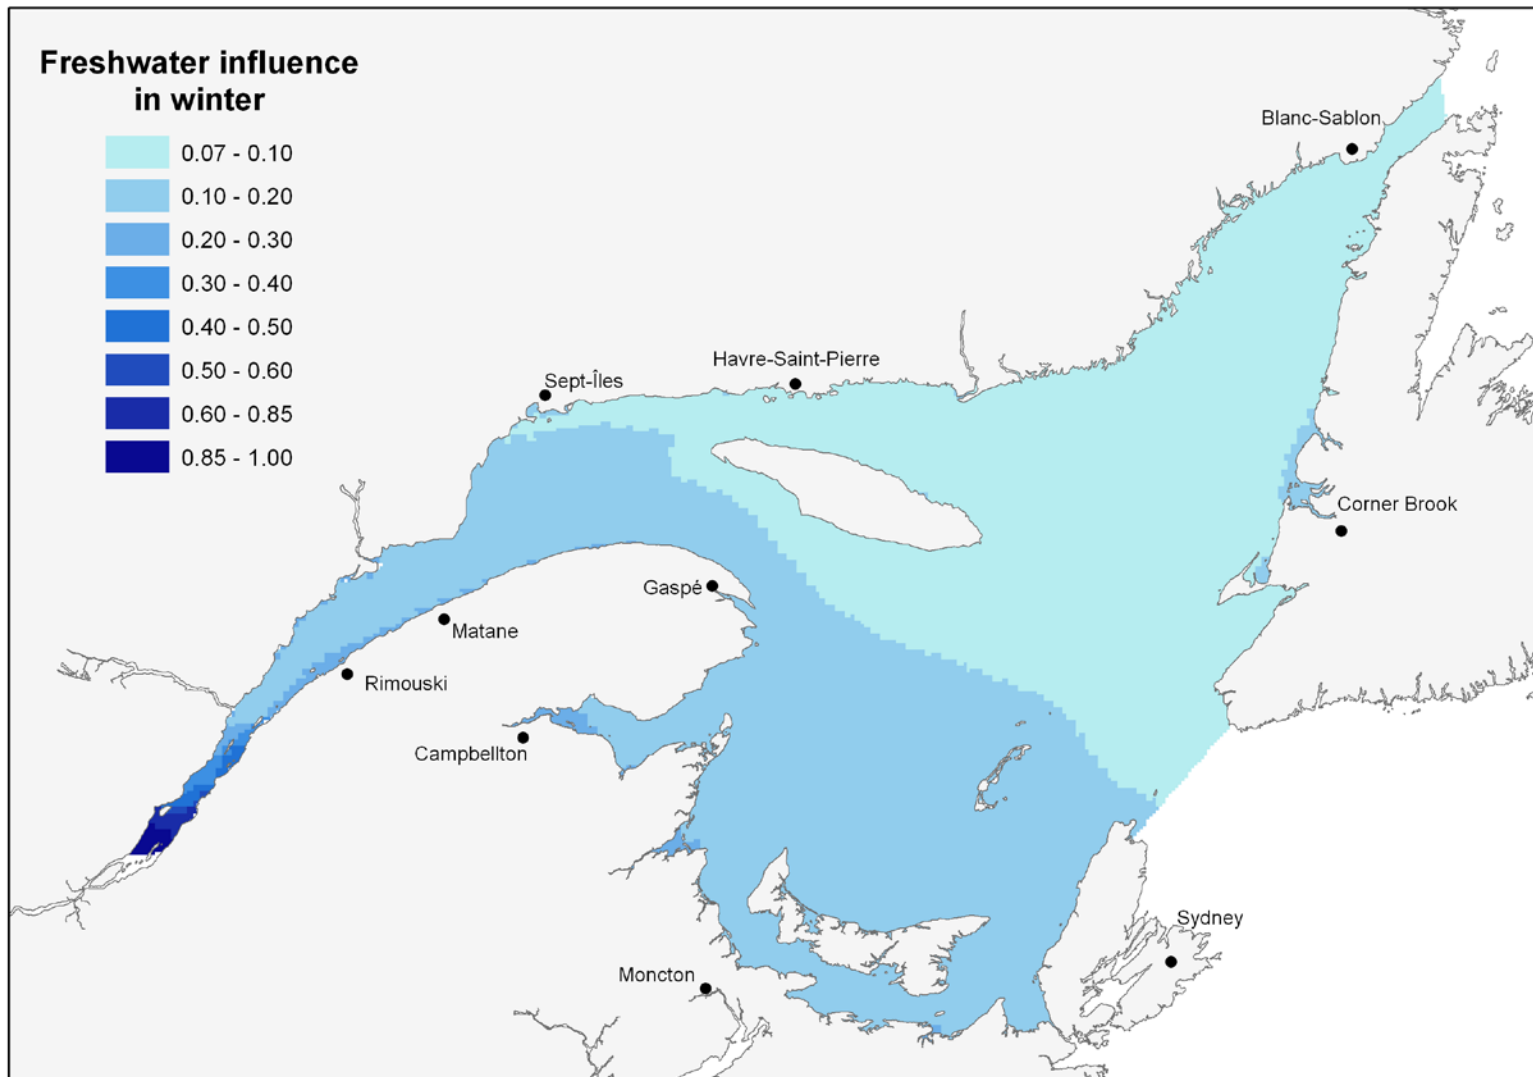 Freshwater influence
in winter
0.07 - 0.10
0.10 - 0.20
0.20 - 0.30
0.30 - 0.40
0.40 - 0.50
0.50 - 0.60
0.60 - 0.85
0.85 - 1.00
Blanc-Sablon
Havre-Saint-Pierre
Sept-Îles
Corner Brook
Gaspé
Matane
Rimouski
Campbellton
Sydney
Moncton